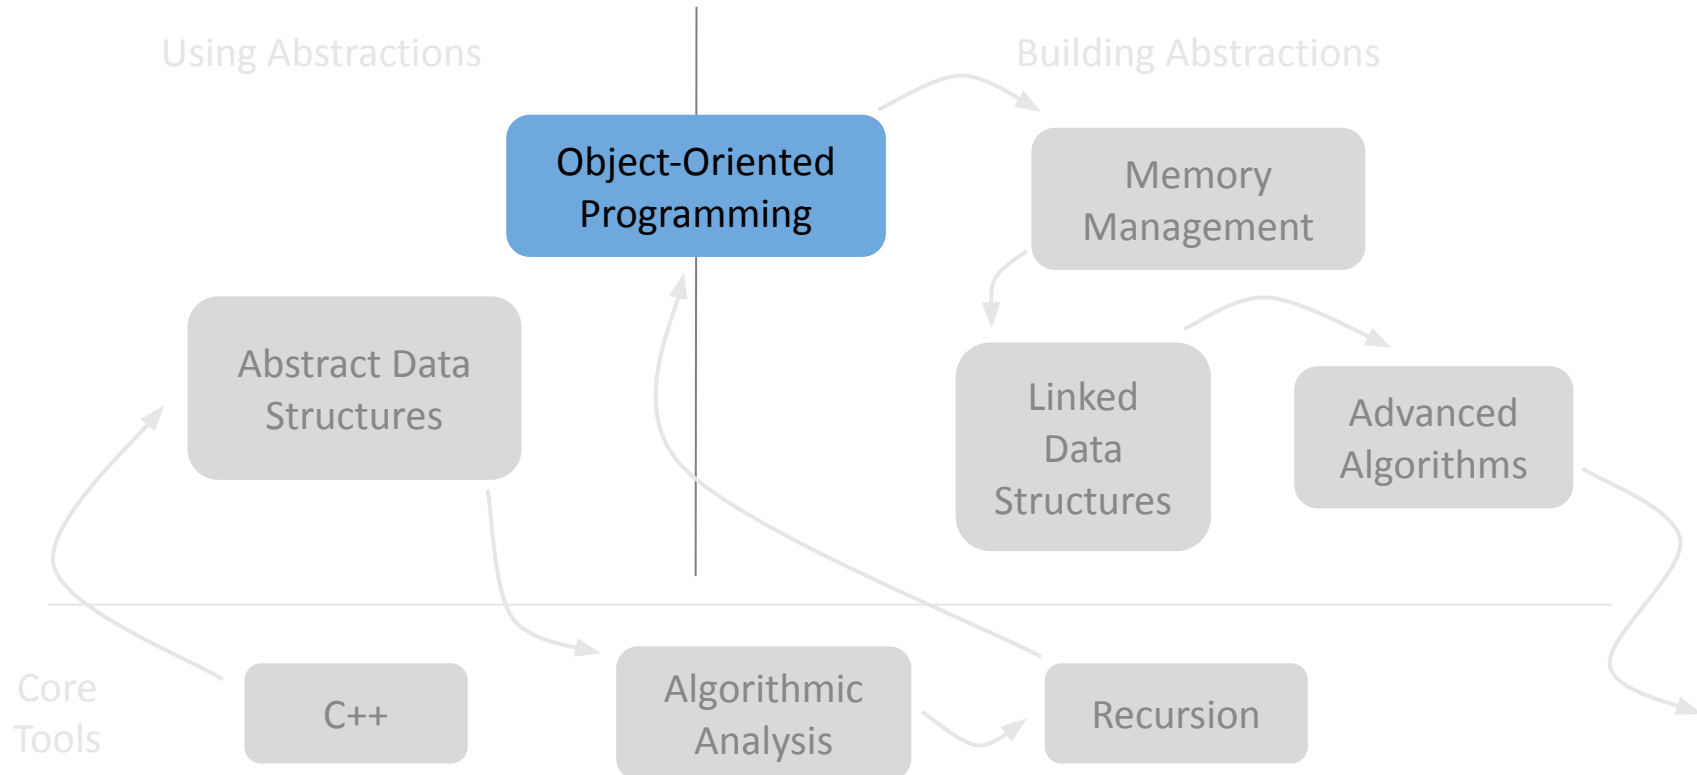 Using Abstractions
Building Abstractions
Object-Oriented
Programming
Memory
Management
Abstract Data
Structures
Linked
Data
Structures
Advanced
Algorithms
Core
Tools
C++
Algorithmic
Analysis
Recursion